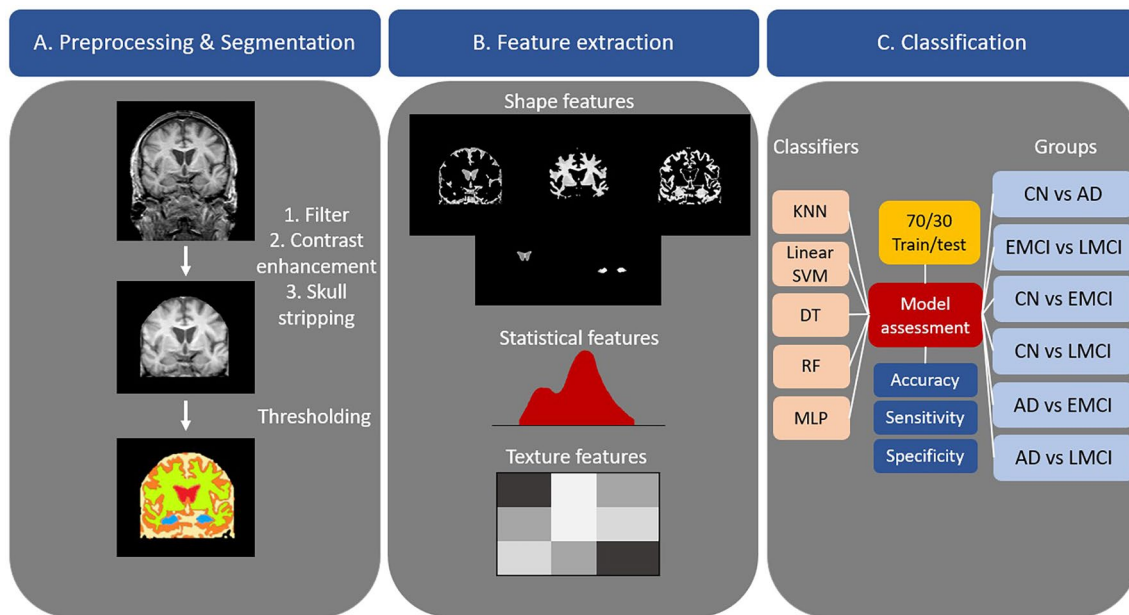 A. Preprocessing & Segmentation
1. Filter
2. Contrast
enhancement
3. Skull
stripping
Thresholding
B. Feature extraction
Shape features
Statistical features
Texture features
C. Classification
Classifiers
KNN
Linear
SVM
DT
RF
MLP
70/30
Train/test
Model
assessment
Accuracy
Sensitivity
Specificity
Groups
CN vs AD
EMCI vs LMCI
CN vs EMCI
CN vs LMCI
AD vs EMCI
AD vs LMCI